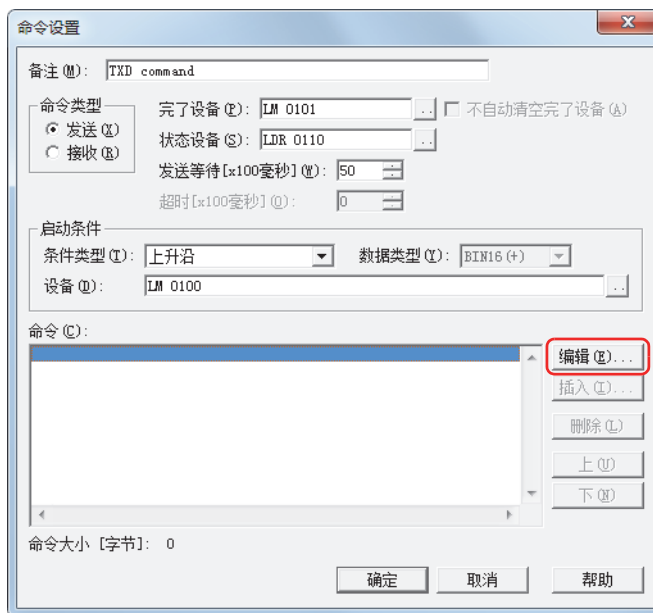 命令设置
备注(M): TXD command
命令类型
发送(X)
接收(R)
完了设备(P): LM 0101 .. 不自动清空完了设备(A)
状态设备(S): LDR 0110 ..
发送等待[x100毫秒](W): 50
超时[x100毫秒](O): 0
启动条件
条件类型(T): 上升沿 数据类型(Y): BIN16(+)
设备(D): LM 0100 ..
命令(C):
编辑(E)...
插入(I)...
删除(L)
上(U)
下(N)
命令大小 [字节]: 0
确定 取消 帮助